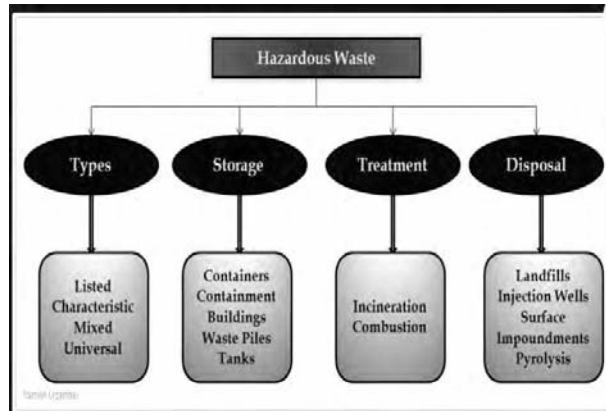 Hazardous Waste
Types
Storage
Treatment
Disposal
Listed
Characteristic
Mixed
Universal
Containers
Containment
Buildings
Waste Piles
Tanks
Incineration
Combustion
Landfills
Injection Wells
Surface
Impoundments
Pyrolysis